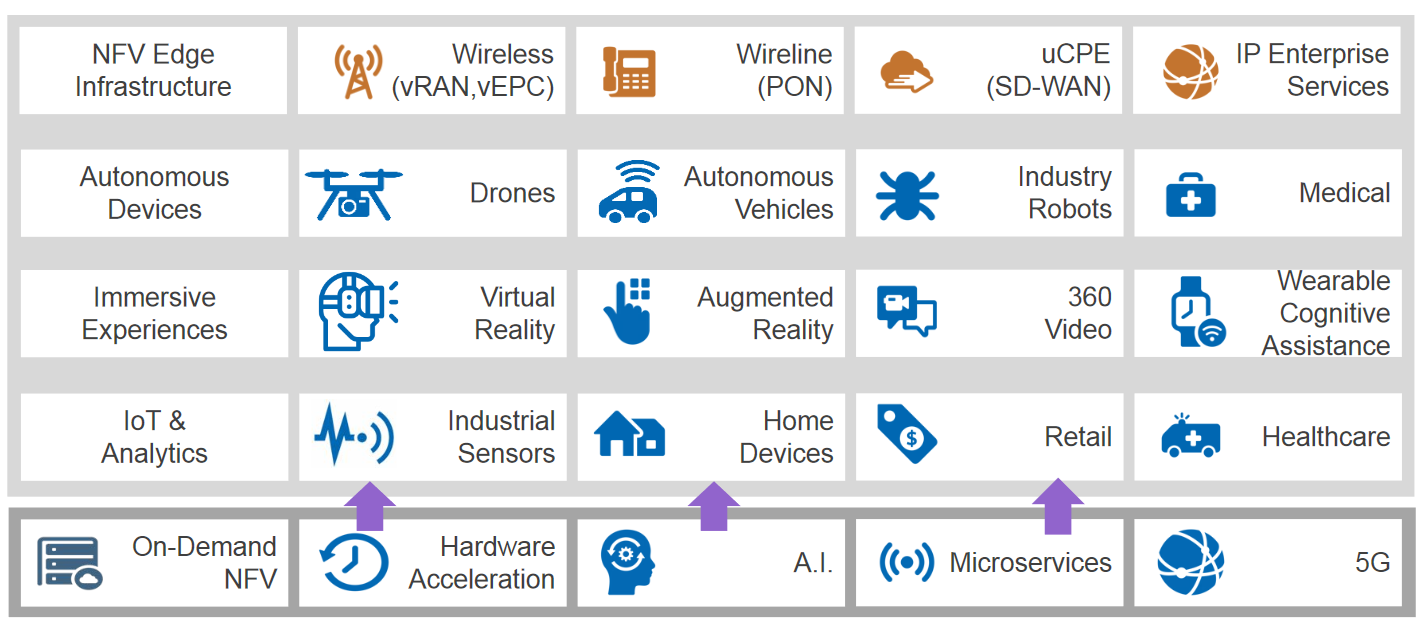 NFV Edge
Infrastructure
Wireless
(vRAN,vEPC)
Wireline
(PON)
uCPE
(SD-WAN)
IP Enterprise
Services
Autonomous
Devices
Drones
Autonomous
Vehicles
Industry
Robots
Medical
Immersive
Experiences
Virtual
Reality
Augmented
Reality
360
Video
Wearable
Cognitive
Assistance
IoT &
Analytics
Industrial
Sensors
Home
Devices
$
Retail
Healthcare
On-Demand
NFV
Hardware
Acceleration
A.I.
Microservices
5G